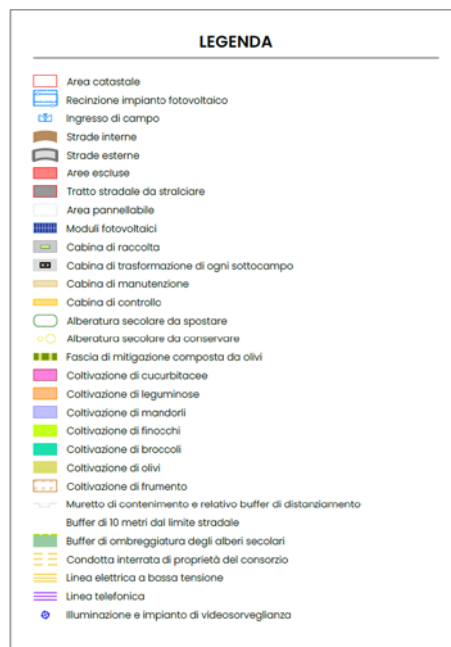 LEGENDA
Area catastale
Recinzione impianto fotovoltaico
Ingresso di campo
Strade interne
Strade esterne
Aree escluse
Tratto stradale da stralciare
Area pannellabile
Moduli fotovoltaici
Cabina di raccolta
Cabina di trasformazione di ogni sottocampo
Cabina di manutenzione
Cabina di controllo
Alberatura secolare da spostare
Alberatura secolare da conservare
Fascia di mitigazione composta da olivi
Coltivazione di cucurbitacee
Coltivazione di leguminose
Coltivazione di mandorli
Coltivazione di finocchi
Coltivazione di broccoli
Coltivazione di olivi
Coltivazione di frumento
Muretto di contenimento e relativo buffer di distanziamento
Buffer di 10 metri dal limite stradale
Buffer di ombreggiatura degli alberi secolari
Condotta interrata di proprietà del consorzio
Linea elettrica a bassa tensione
Linea telefonica
Illuminazione e impianto di videosorveglianza